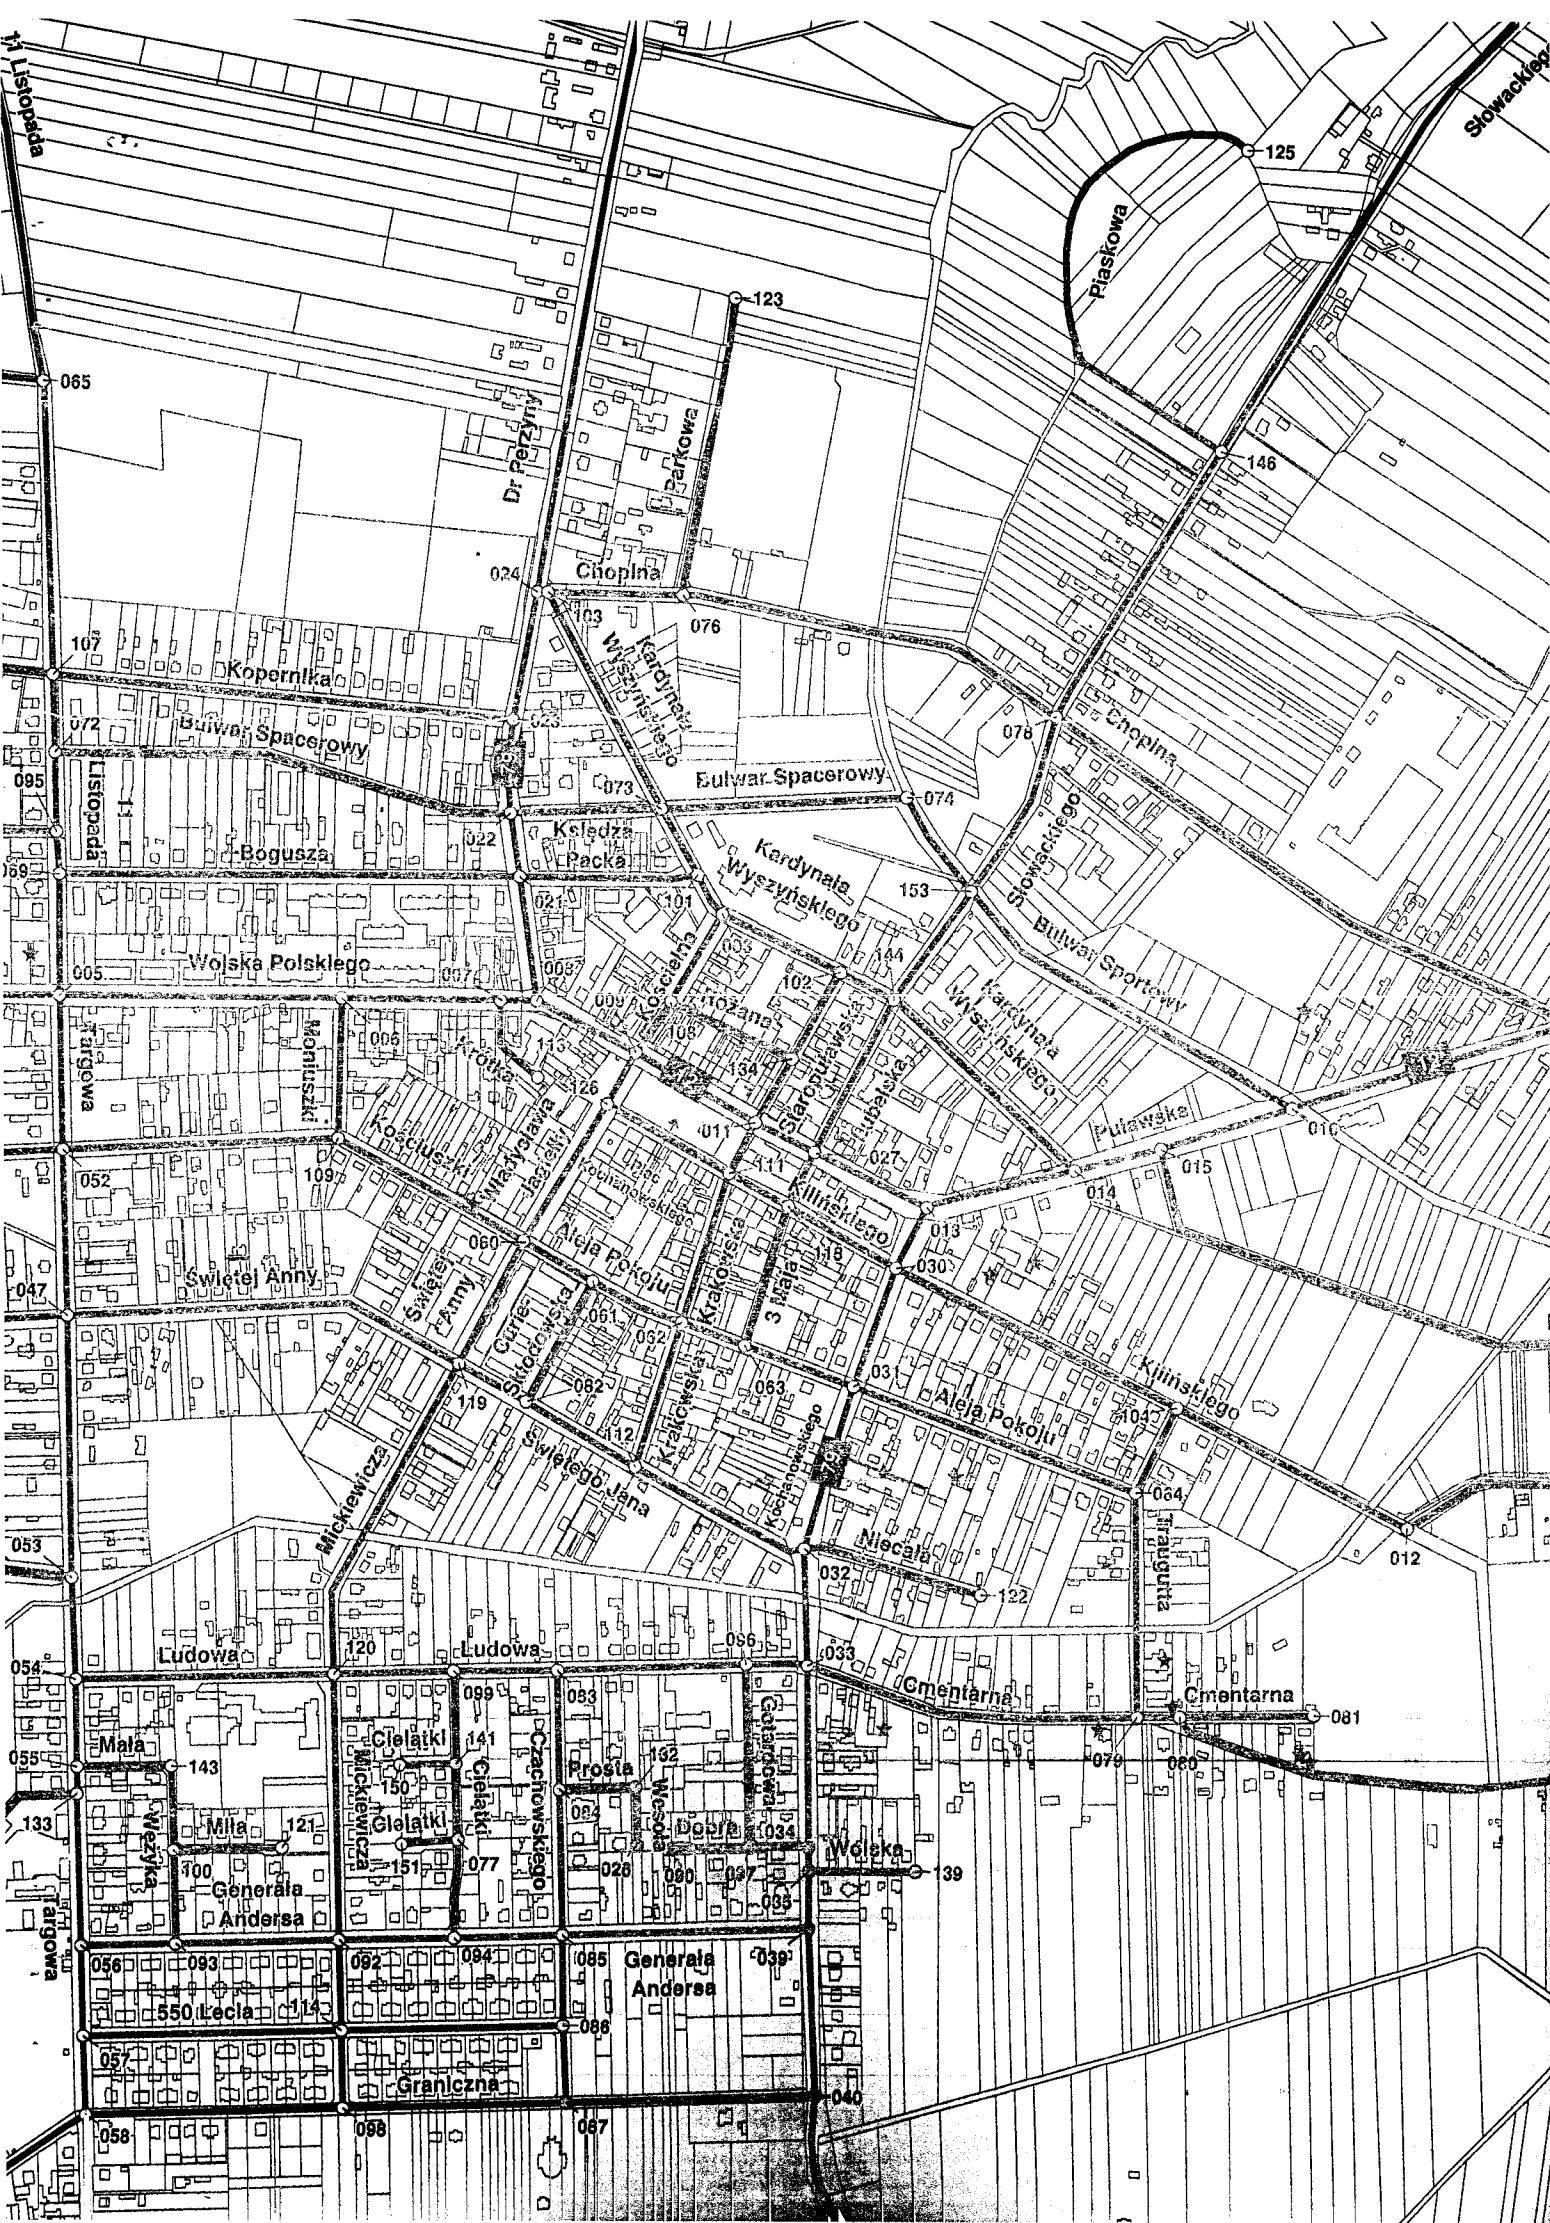 11 Listopada
Słowackiego
125
Piaskowa
123
065
Dr Perzyny
Parkowa
146
024
Chopina
103
076
107
Kopernika
Kardynała
Wyszyńskiego
023
072
Bulwar Spacerowy
078
Chopina
095
Listopada
11
073
Bulwar Spacerowy
074
022
Księdza
Packa
Słowackiego
Bogusza
069
Kardynała
Wyszyńskiego
153
021
101
003
Bulwar Sportowy
Kościelna
144
005
Wojska Polskiego
007
008
009
102
Kardynała
Wyszyńskiego
Targowa
Moniuszki
006
Krótka
113
108
134
126
Staropuławska
Lubelska
Puławska
016
011
Kościuszki
Władysława
Jagiełły
Plac
Kochanowskiego
111
027
015
052
109
014
Kilińskiego
013
060
Aleja Pokoju
118
030
047
Świętej Anny
Świętej
Anny
Curie-
Skłodowska
061
Krakowska
3 Maja
062
Kilińskiego
119
082
063
031
Aleja Pokoju
104
112
Krakowska
Kochanowskiego
79
Świętego Jana
064
Mickiewicza
053
Niecała
032
122
Traugutta
012
Ludowa
120
Ludowa
096
033
054
099
083
Cmentarna
Cmentarna
081
Mała
055
143
Cielątki
141
150
Czachowskiego
Prosta
132
Gotardowa
079
080
133
Wężyka
Miła
121
Mickiewicza
Cielątki
Cielątki
084
Wesoła
Dobra
034
Wolska
100
151
077
028
090
097
139
035
Generała
Andersa
Targowa
056
093
092
094
085
Generała
Andersa
039
550 Lecia
114
086
057
Graniczna
040
058
098
087